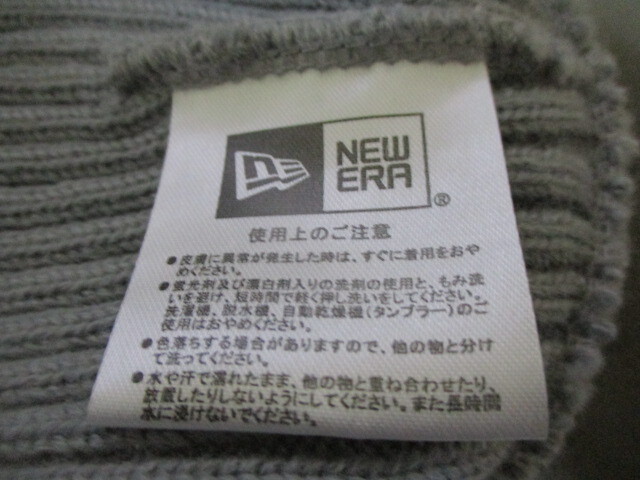 NEW
ERA
®
使用上のご注意
●皮膚に異常が発生した時は、すぐに着用をおや
めください。
●蛍光剤及び漂白剤入りの洗剤の使用と、もみ洗
いを避け、短時間で軽く押し洗いをしてください。
洗濯機、脱水機、自動乾燥機(タンブラー)のご
使用はおやめください。
●色落ちする場合がありますので、他の物と分け
て洗ってください。
●水や汗で濡れたまま、他の物と重ね合わせたり、
放置したりしないようにしてください。また長時間
水に浸けないでください。